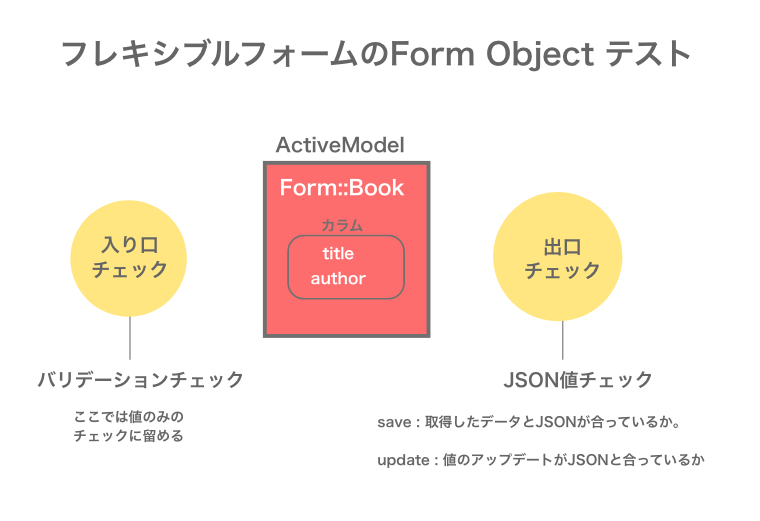 フレキシブルフォームのForm Object テスト
ActiveModel
Form::Book
カラム
title
author
入り口
チェック
出口
チェック
バリデーションチェック
ここでは値のみの
チェックに留める
JSON値チェック
save : 取得したデータとJSONが合っているか。
update : 値のアップデートがJSONと合っているか